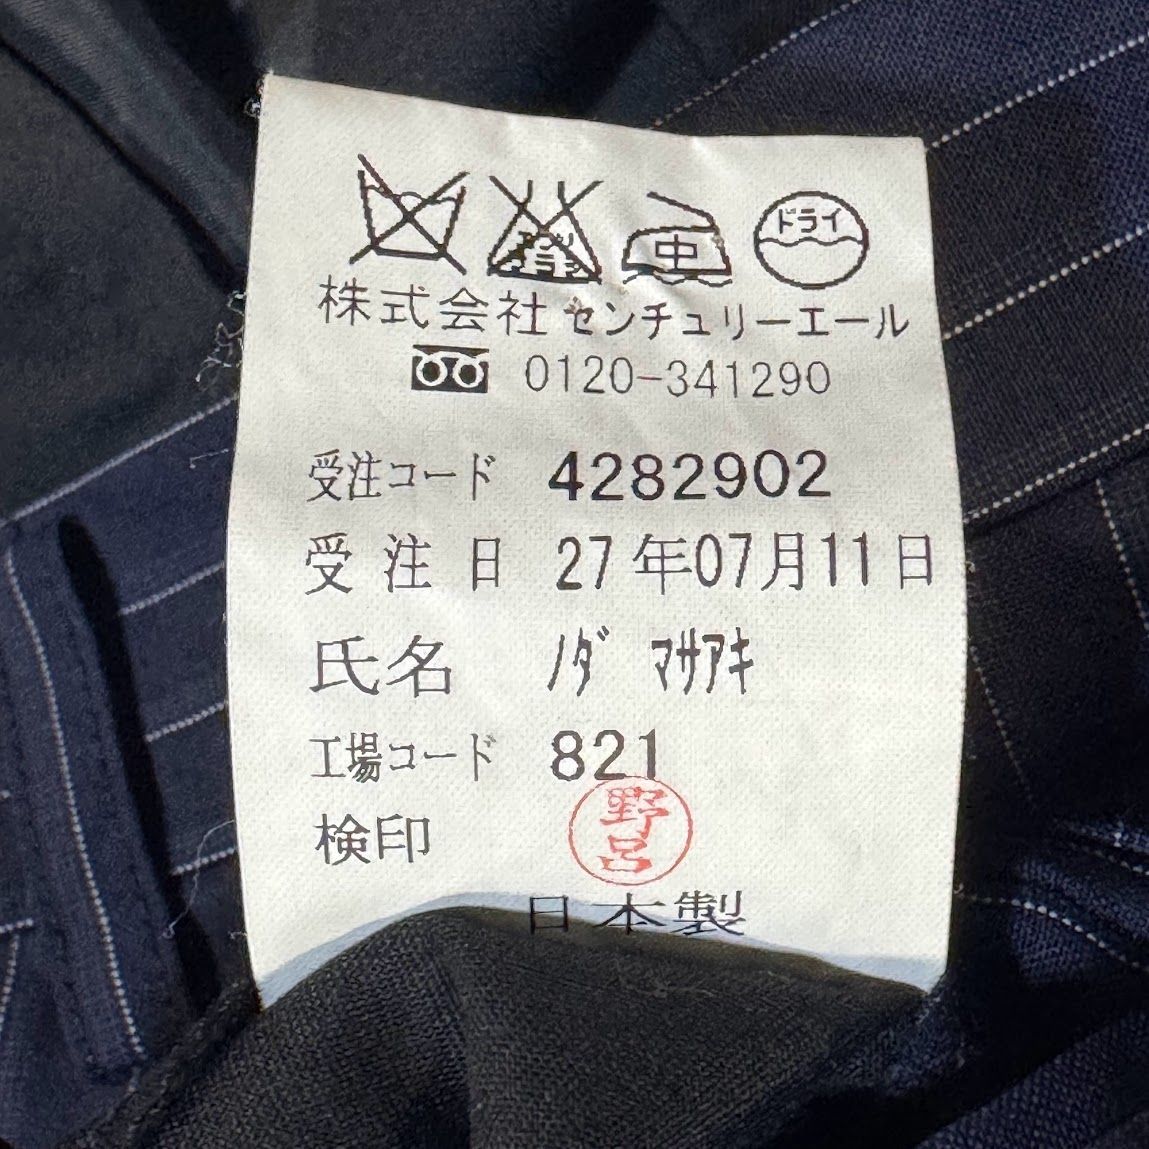 中 ドライ
株式会社 センチュリーエール
0120-341290
受注コード 4282902
受注日 27年07月11日
氏名 ﾉﾀﾞ ﾏｻｱｷ
工場コード 821
検印 野呂
日本製